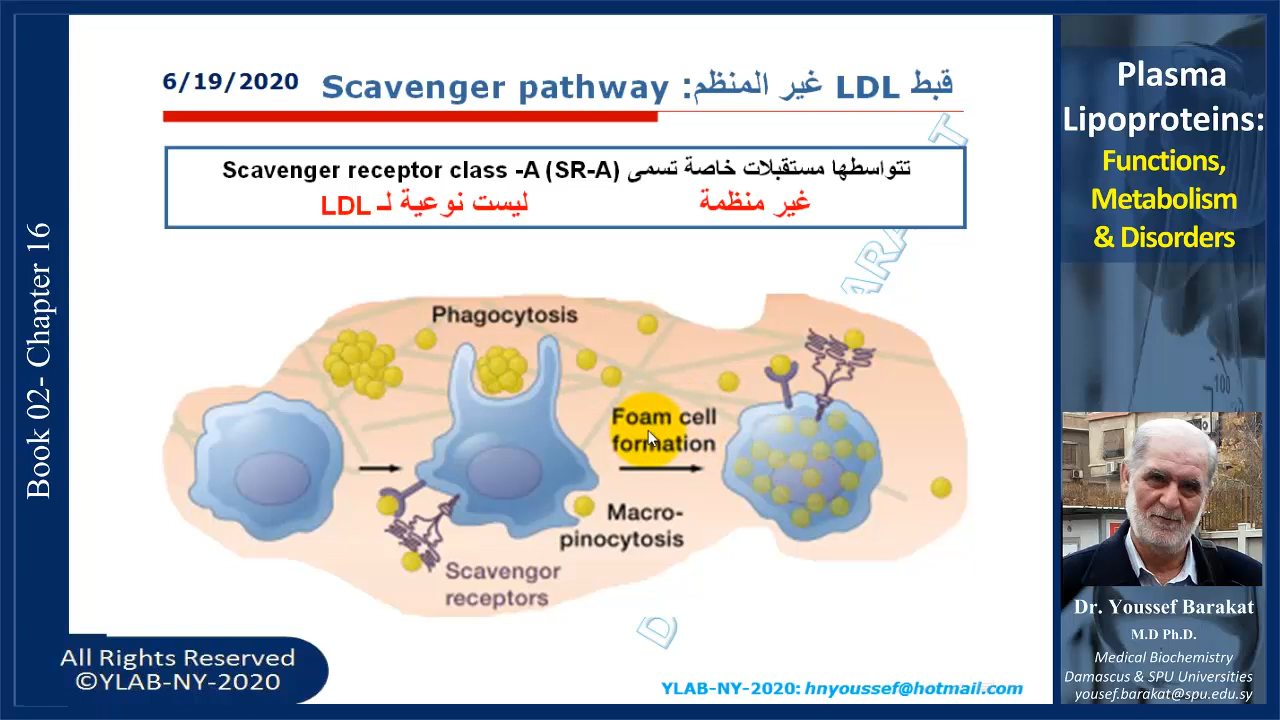 6/19/2020
قبط LDL غير المنظم: Scavenger pathway
تتواسطها مستقبلات خاصة تسمى Scavenger receptor class -A (SR-A)
غير منظمة ليست نوعية لـ LDL
Phagocytosis
Foam cell
formation
Macro-
pinocytosis
Scavengor
receptors
Book 02- Chapter 16
All Rights Reserved
©YLAB-NY-2020
YLAB-NY-2020: hnyoussef@hotmail.com
Plasma
Lipoproteins:
Functions,
Metabolism
& Disorders
100
Dr. Youssef Barakat
M.D Ph.D.
Medical Biochemistry
Damascus & SPU Universities
yousef.barakat@spu.edu.sy